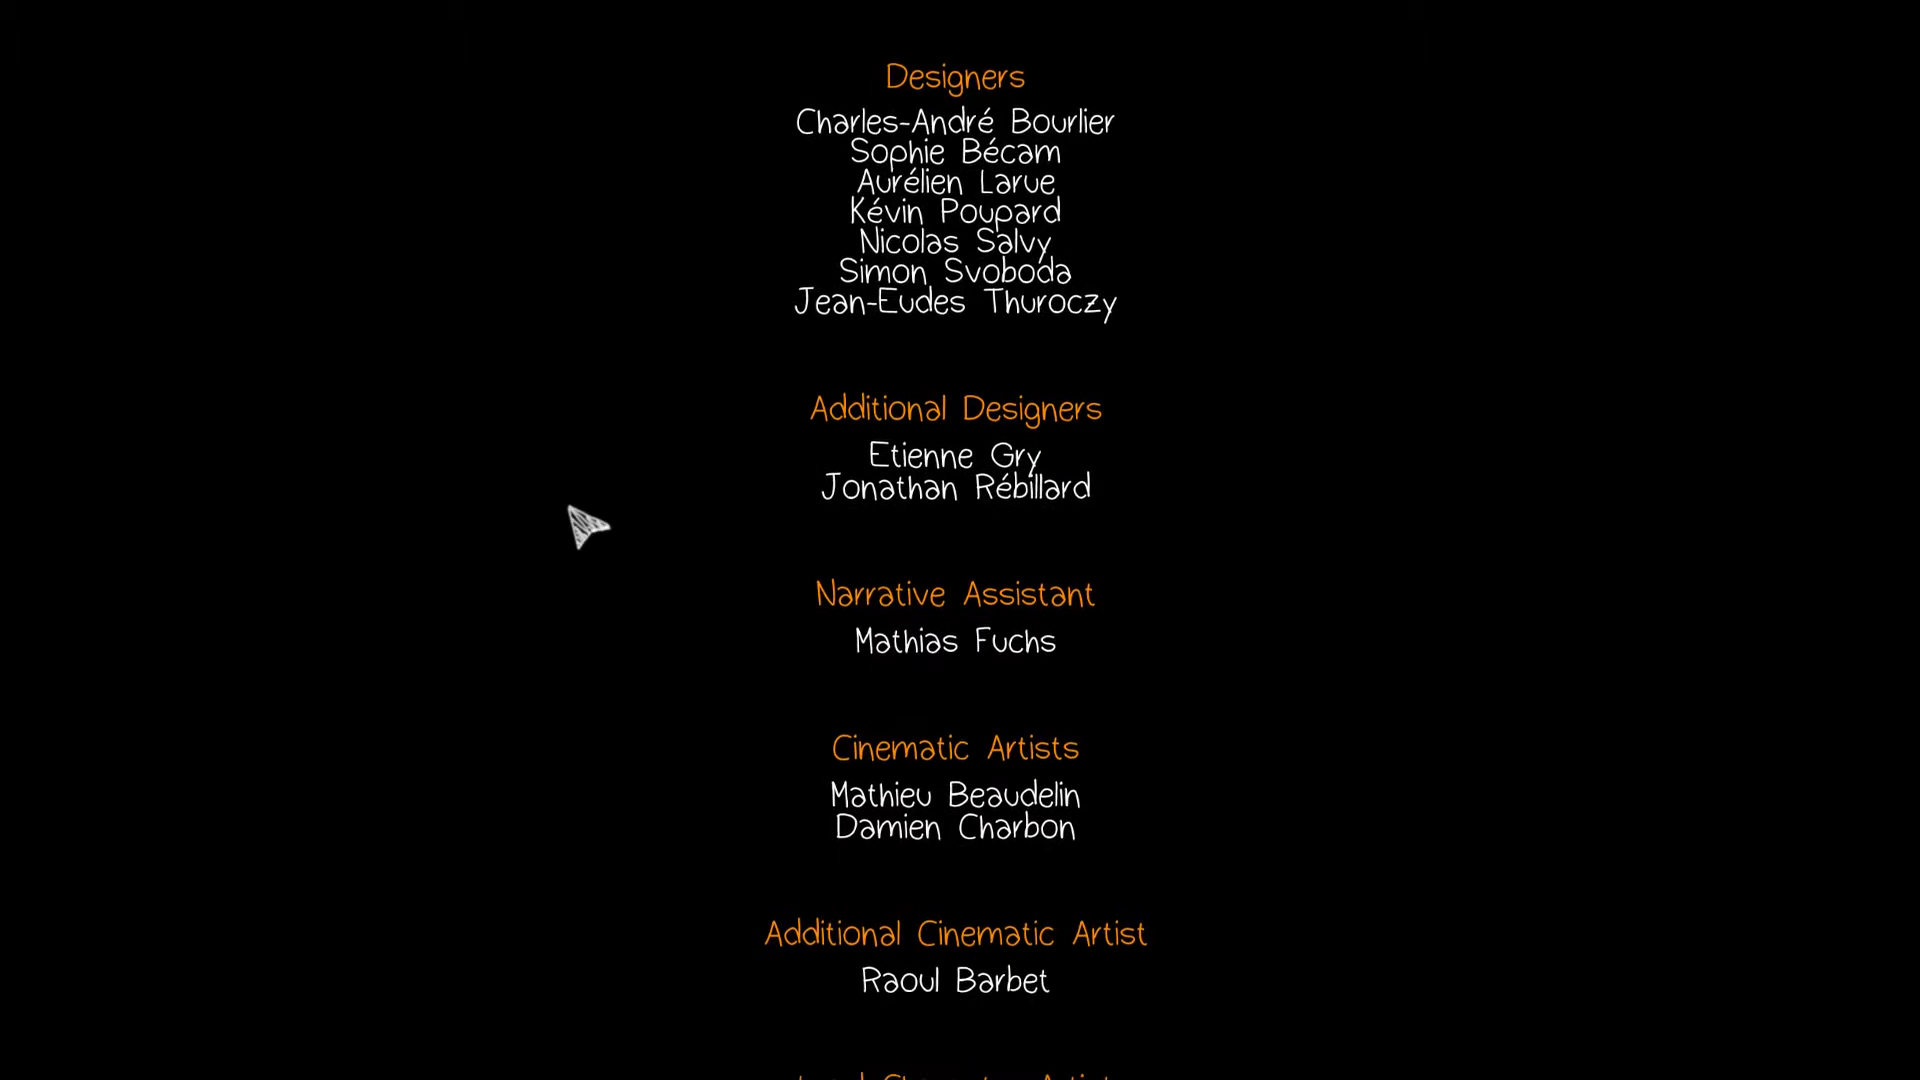 Designers
Charles-André Bourlier
Sophie Bécam
Aurélien Larue
Kévin Poupard
Nicolas Salvy
Simon Svoboda
Jean-Eudes Thuroczy
Additional Designers
Etienne Gry
Jonathan Rébillard
Narrative Assistant
Mathias Fuchs
Cinematic Artists
Mathieu Beaudelin
Damien Charbon
Additional Cinematic Artist
Raoul Barbet